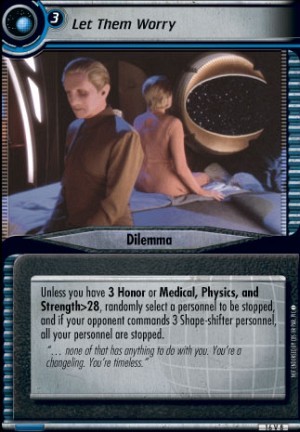 3
Let Them Worry
Dilemma
Unless you have 3 Honor or Medical, Physics, and
Strength>28, randomly select a personnel to be stopped,
and if your opponent commands 3 Shape-shifter personnel,
all your personnel are stopped.
“... none of that has anything to do with you. You’re a
changeling. You’re timeless.”
16 V 8